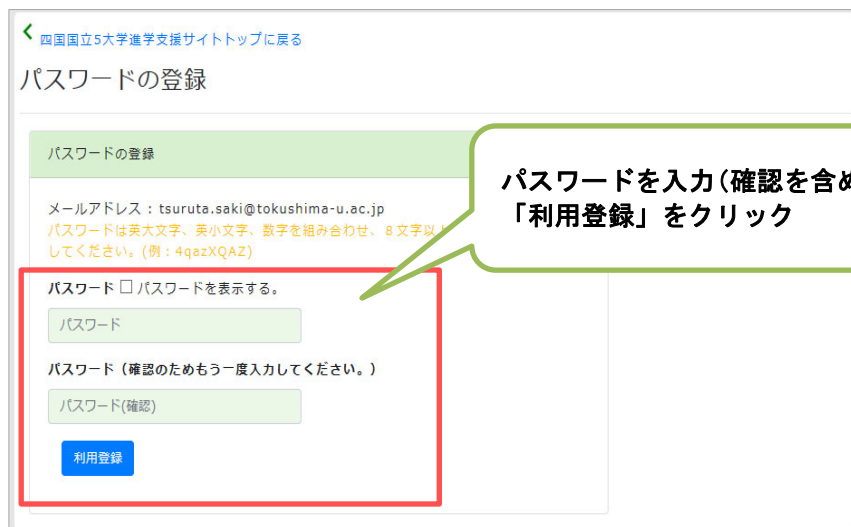 四国国立5大学進学支援サイトトップに戻る
パスワードの登録
パスワードの登録
メールアドレス : tsuruta.saki@tokushima-u.ac.jp
パスワードは英大文字、英小文字、数字を組み合わせ、８文字以
してください。(例：4qazXQAZ)
パスワードを入力(確認を含め
「利用登録」をクリック
パスワード パスワードを表示する。
パスワード
パスワード（確認のためもう一度入力してください。）
パスワード(確認)
利用登録